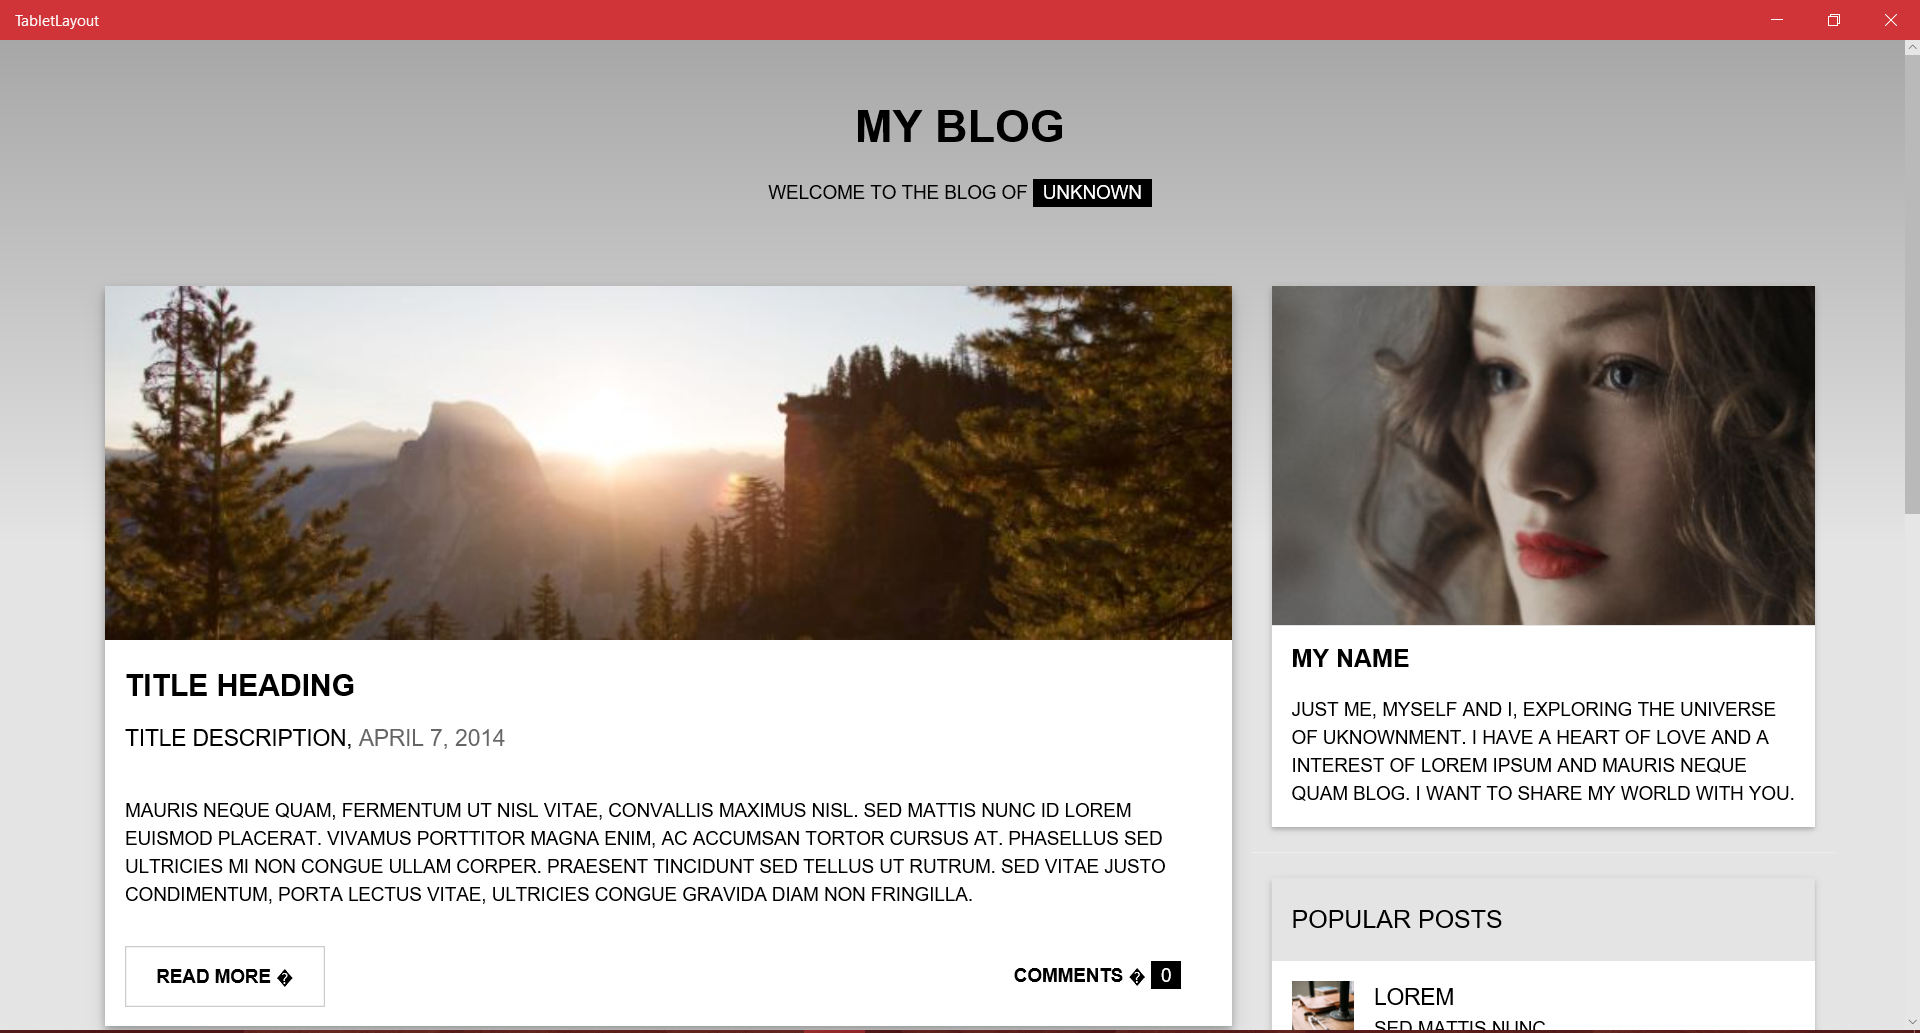 TabletLayout
MY BLOG
WELCOME TO THE BLOG OF UNKNOWN
TITLE HEADING
TITLE DESCRIPTION, APRIL 7, 2014
MAURIS NEQUE QUAM, FERMENTUM UT NISL VITAE, CONVALLIS MAXIMUS NISL. SED MATTIS NUNC ID LOREM
EUISMOD PLACERAT. VIVAMUS PORTTITOR MAGNA ENIM, AC ACCUMSAN TORTOR CURSUS AT. PHASELLUS SED
ULTRICIES MI NON CONGUE ULLAM CORPER. PRAESENT TINCIDUNT SED TELLUS UT RUTRUM. SED VITAE JUSTO
CONDIMENTUM, PORTA LECTUS VITAE, ULTRICIES CONGUE GRAVIDA DIAM NON FRINGILLA.
READ MORE �
COMMENTS � 0
MY NAME
JUST ME, MYSELF AND I, EXPLORING THE UNIVERSE
OF UKNOWNMENT. I HAVE A HEART OF LOVE AND A
INTEREST OF LOREM IPSUM AND MAURIS NEQUE
QUAM BLOG. I WANT TO SHARE MY WORLD WITH YOU.
POPULAR POSTS
LOREM
SED MATTIS NUNC